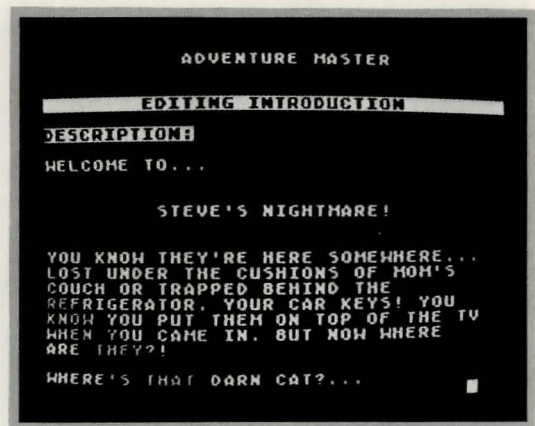 ADVENTURE MASTER
EDITING INTRODUCTION
DESCRIPTION:
WELCOME TO...
STEVE'S NIGHTMARE!
YOU KNOW THEY'RE HERE SOMEWHERE...
LOST UNDER THE CUSHIONS OF MOM'S
COUCH OR TRAPPED BEHIND THE
REFRIGERATOR. YOUR CAR KEYS! YOU
KNOW YOU PUT THEM ON TOP OF THE TV
WHEN YOU CAME IN. BUT NOW WHERE
ARE THEY?!
WHERE'S THAT DARN CAT?...